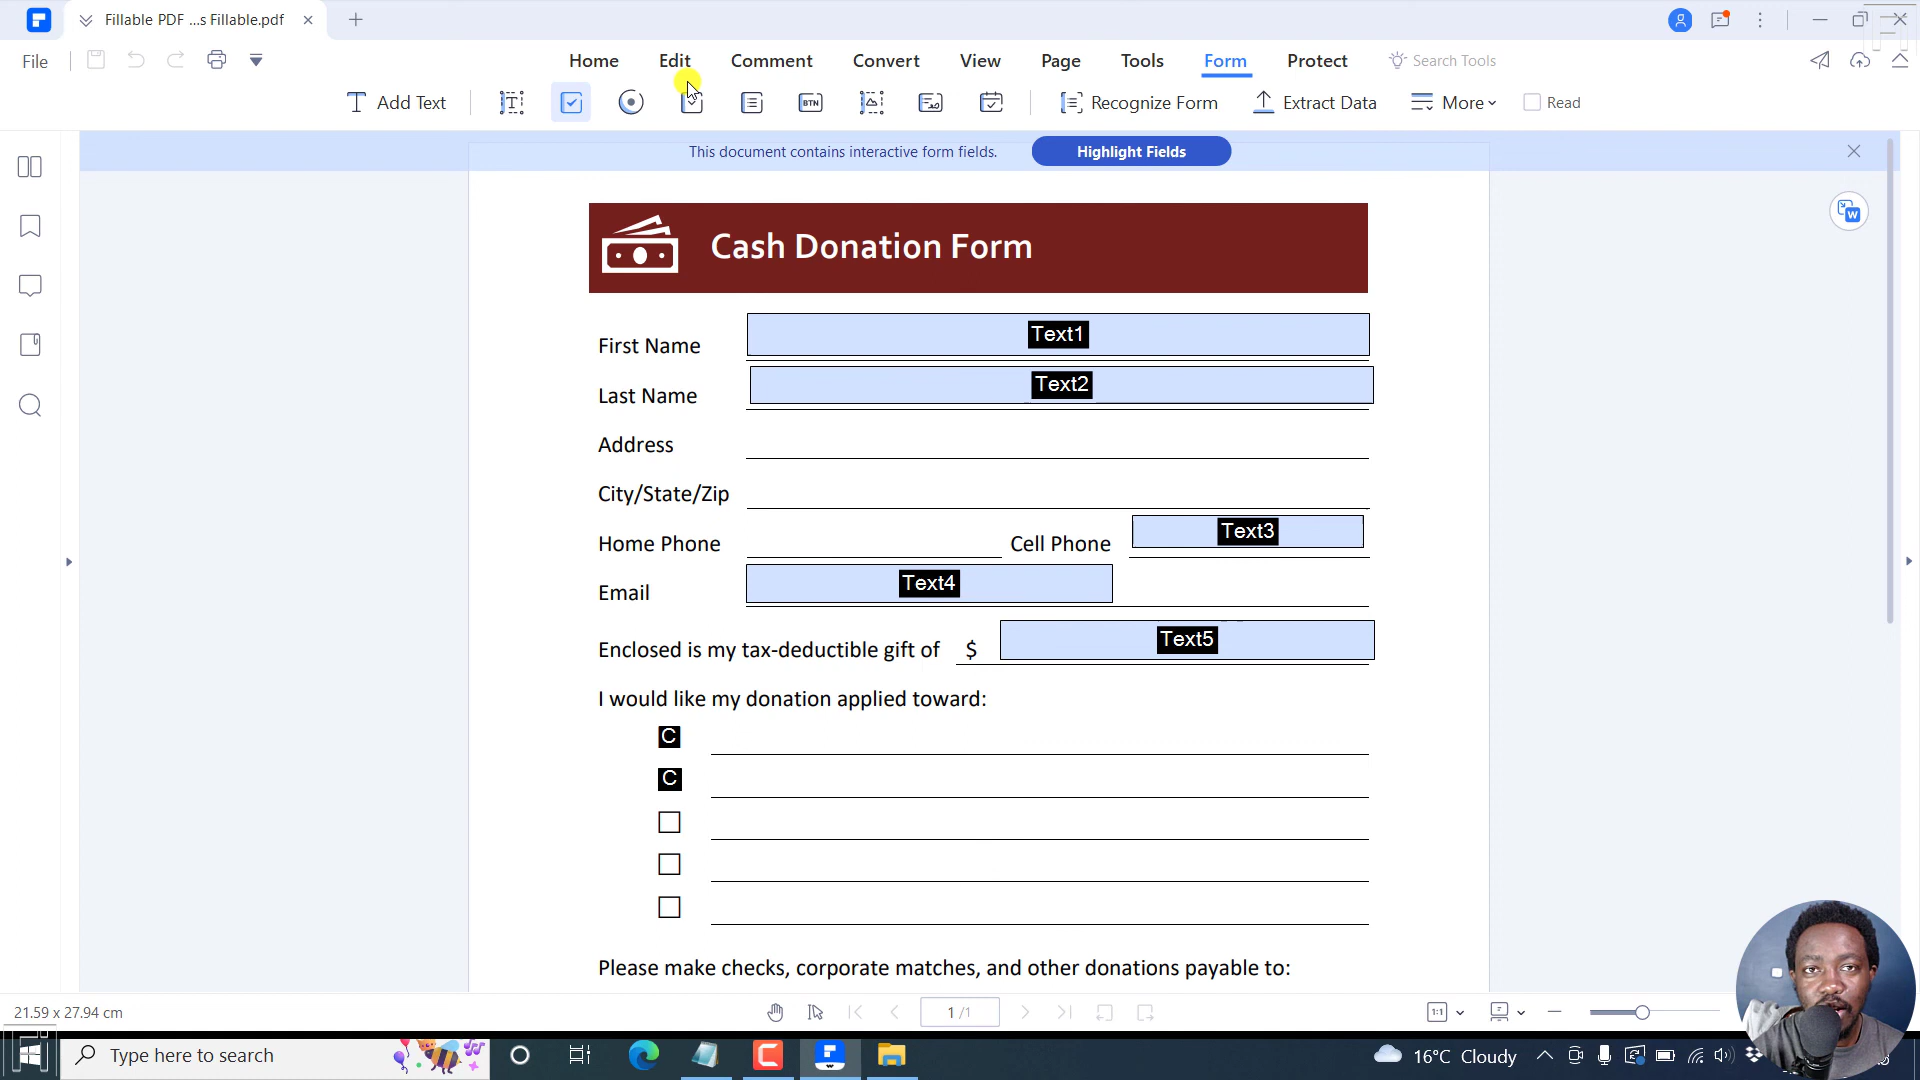 Fillable PDF ...s Fillable.pdf
File
Home Edit Comment Convert View Page Tools Form Protect Search Tools
Add Text BTN Recognize Form Extract Data More Read
This document contains interactive form fields. Highlight Fields
Cash Donation Form
First Name Text1
Last Name Text2
Address
City/State/Zip
Home Phone Cell Phone Text3
Email Text4
Enclosed is my tax-deductible gift of $ Text5
I would like my donation applied toward:
C
C
Please make checks, corporate matches, and other donations payable to:
21.59 x 27.94 cm 1 /1 1:1
Type here to search 16°C Cloudy